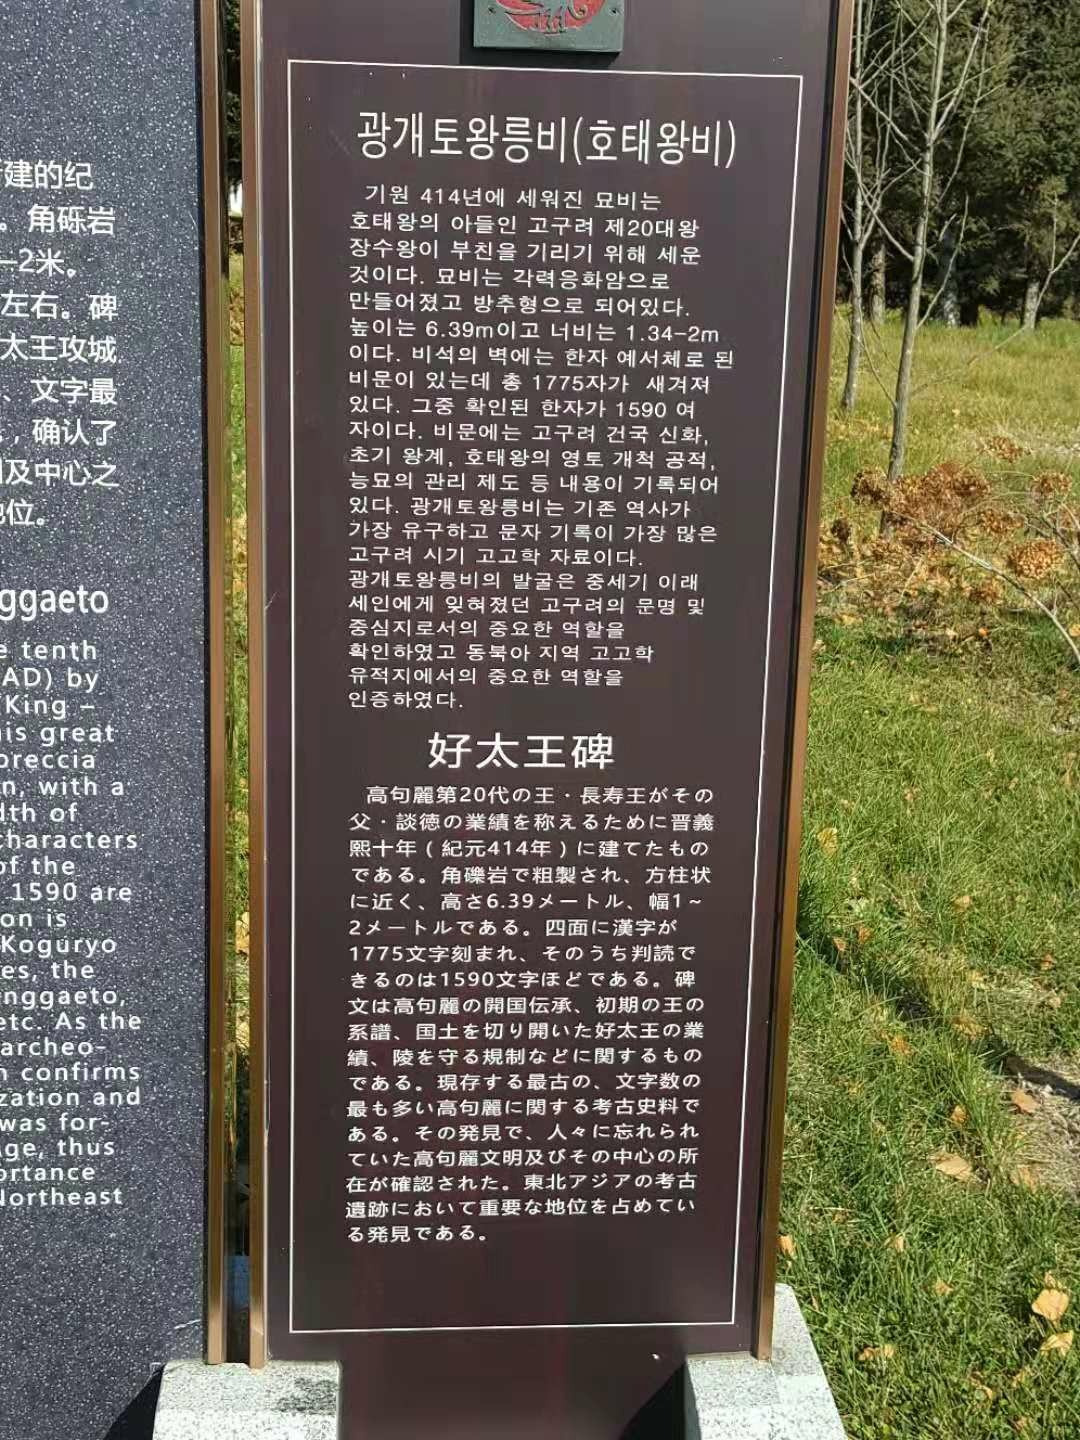 建的纪
。角砾岩
—2米。
左右。碑
太王攻城
、文字最
，确认了
及中心之
位。
nggaeto
e tenth
AD) by
King –
his great
breccia
n, with a
dth of
characters
of the
1590 are
on is
Koguryo
es, the
anggaeto,
etc. As the
archeo-
n confirms
zation and
was for-
age, thus
ortance
Northeast
광개토왕릉비(호태왕비)
기원 414년에 세워진 묘비는
호태왕의 아들인 고구려 제20대왕
장수왕이 부친을 기리기 위해 세운
것이다. 묘비는 각력응화암으로
만들어졌고 방추형으로 되어있다.
높이는 6.39m이고 너비는 1.34-2m
이다. 비석의 벽에는 한자 예서체로 된
비문이 있는데 총 1775자가 새겨져
있다. 그중 확인된 한자가 1590 여
자이다. 비문에는 고구려 건국 신화,
초기 왕계, 호태왕의 영토 개척 공적,
능묘의 관리 제도 등 내용이 기록되어
있다. 광개토왕릉비는 기존 역사가
가장 유구하고 문자 기록이 가장 많은
고구려 시기 고고학 자료이다.
광개토왕릉비의 발굴은 중세기 이래
세인에게 잊혀졌던 고구려의 문명 및
중심지로서의 중요한 역할을
확인하였고 동북아 지역 고고학
유적지에서의 중요한 역할을
인증하였다.
好太王碑
高句麗第20代の王・長寿王がその
父・談徳の業績を称えるために晋義
熙十年（紀元414年）に建てたもの
である。角礫岩で粗製され、方柱状
に近く、高さ6.39メートル、幅1～
2メートルである。四面に漢字が
1775文字刻まれ、そのうち判読で
きるのは1590文字ほどである。碑
文は高句麗の開国伝承、初期の王の
系譜、国土を切り開いた好太王の業
績、陵を守る規制などに関するもの
である。現存する最古の、文字数の
最も多い高句麗に関する考古史料で
ある。その発見で、人々に忘れられ
ていた高句麗文明及びその中心の所
在が確認された。東北アジアの考古
遺跡において重要な地位を占めてい
る発見である。